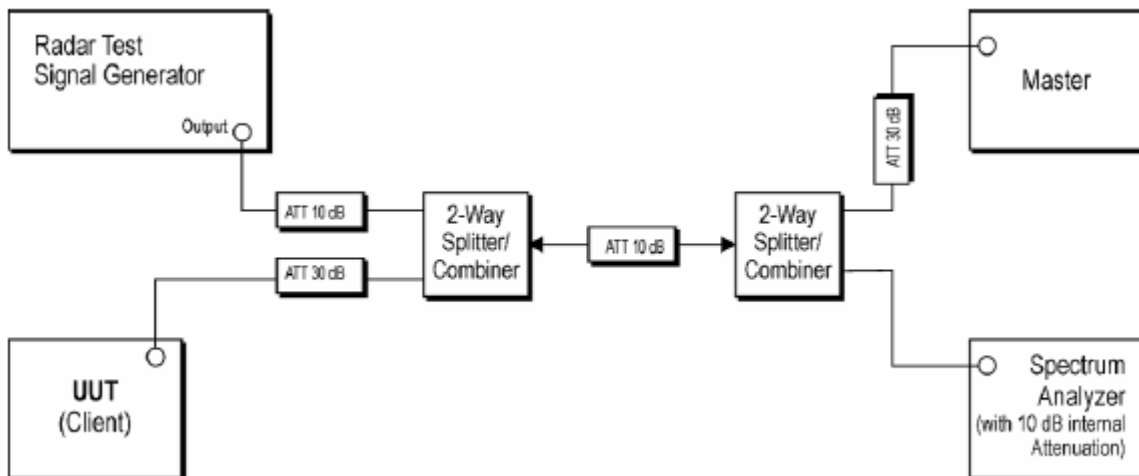 Radar Test
Signal Generator
Output
ATT 10 dB
ATT 30 dB
UUT
(Client)
2-Way
Splitter/
Combiner
ATT 10 dB
2-Way
Splitter/
Combiner
ATT 30 dB
Master
Spectrum
Analyzer
(with 10 dB internal
Attenuation)